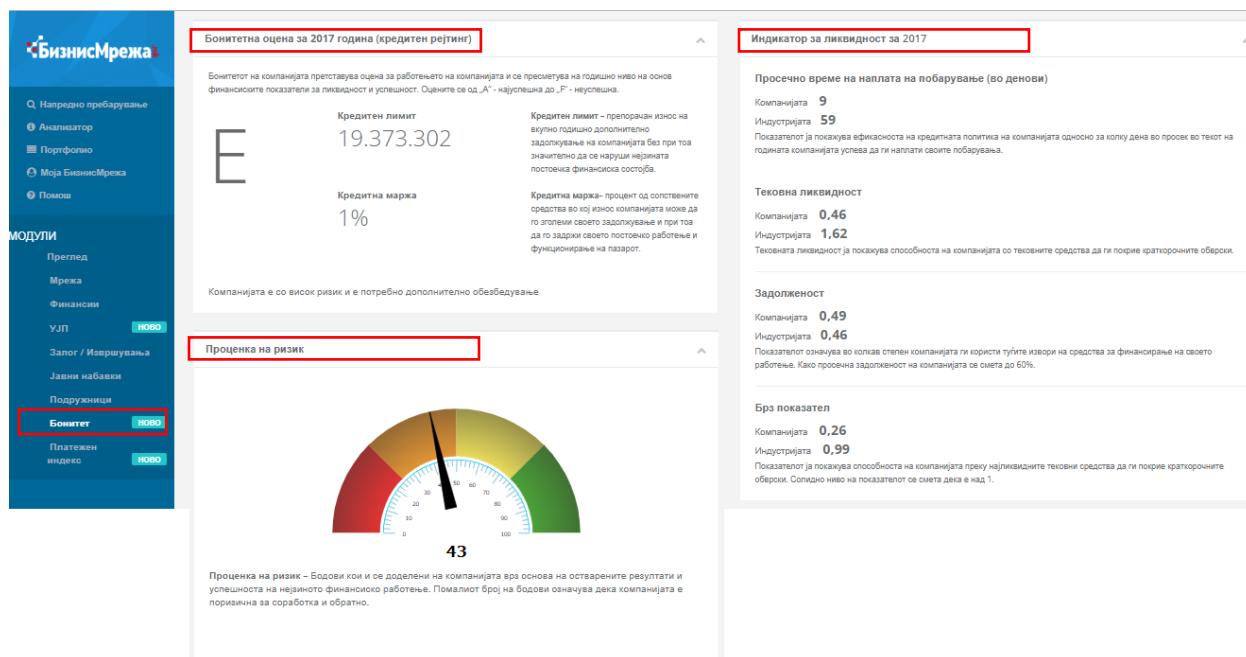 БизнисМрежа
Напредно пребарување
Анализатор
Портфолио
Моја БизнисМрежа
Помош
МОДУЛИ
Преглед
Мрежа
Финансии
УЈП НОВО
Залог / Извршувања
Јавни набавки
Подружници
Бонитет НОВО
Платежен
индекс НОВО
Бонитетна оцена за 2017 година (кредитен рејтинг)
Бонитетот на компанијата претставува оцена за работењето на компанијата и се пресметува на годишно ниво на основ
финансиските показатели за ликвидност и успешност. Оцените се од „А“ - најуспешна до „F“ - неуспешна.
E
Кредитен лимит
19.373.302
Кредитен лимит – препорачан износ на
вкупно годишно дополнително
задолжување на компанијата без при тоа
значително да се наруши нејзината
постоечка финансиска состојба.
Кредитна маржа
1%
Кредитна маржа– процент од сопствените
средства во кој износ компанијата може да
го зголеми своето задолжување и при тоа
да го задржи своето постоечко работење и
функционирање на пазарот.
Компанијата е со висок ризик и е потребно дополнително обезбедување
Проценка на ризик
0
10
20
30
40
50
60
70
80
90
100
43
Проценка на ризик – Бодови кои и се доделени на компанијата врз основа на остварените резултати и
успешноста на нејзиното финансиско работење. Помалиот број на бодови означува дека компанијата е
поризична за соработка и обратно.
Индикатор за ликвидност за 2017
Просечно време на наплата на побарување (во денови)
Компанијата 9
Индустријата 59
Показателот ја покажува ефикасноста на кредитната политика на компанијата односно за колку дена во просек во текот на
годината компанијата успева да ги наплати своите побарувања.
Тековна ликвидност
Компанијата 0,46
Индустријата 1,62
Тековната ликвидност ја покажува способноста на компанијата со тековните средства да ги покрие краткорочните обврски.
Задолженост
Компанијата 0,49
Индустријата 0,46
Показателот означува во колкав степен компанијата ги користи туѓите извори на средства за финансирање на своето
работење. Како просечна задолженост на компанијата се смета до 60%.
Брз показател
Компанијата 0,26
Индустријата 0,99
Показателот ја покажува способноста на компанијата преку најликвидните тековни средства да ги покрие краткорочните
обврски. Солидно ниво на показателот се смета дека е над 1.